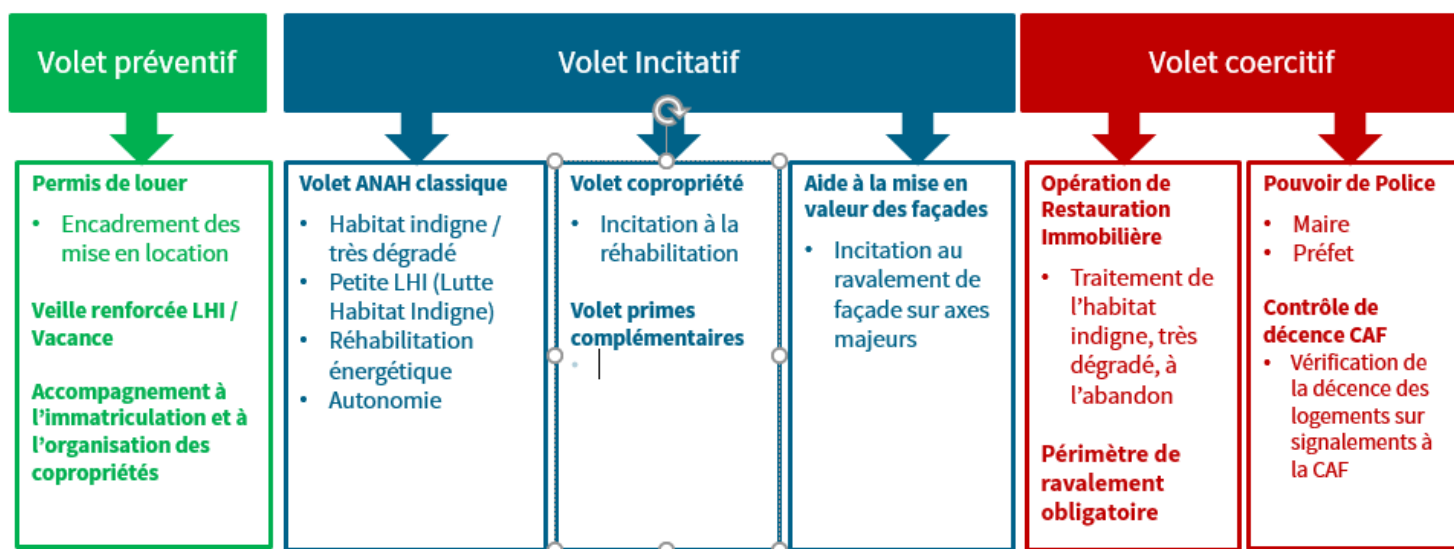 Volet préventif
Volet Incitatif
Volet coercitif
Permis de louer
• Encadrement des
mise en location
Veille renforcée LHI /
Vacance
Accompagnement à
l’immatriculation et à
l’organisation des
copropriétés
Volet ANAH classique
• Habitat indigne /
très dégradé
• Petite LHI (Lutte
Habitat Indigne)
• Réhabilitation
énergétique
• Autonomie
Volet copropriété
• Incitation à la
réhabilitation
Volet primes
complémentaires
•
Aide à la mise en
valeur des façades
• Incitation au
ravalement de
façade sur axes
majeurs
Opération de
Restauration
Immobilière
• Traitement de
l’habitat
indigne, très
dégradé, à
l’abandon
Périmètre de
ravalement
obligatoire
Pouvoir de Police
• Maire
• Préfet
Contrôle de
décence CAF
• Vérification de
la décence des
logements sur
signalements à
la CAF